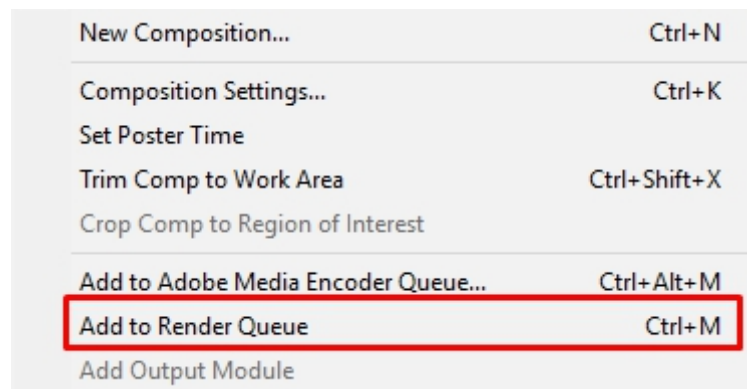 New Composition... Ctrl+N
Composition Settings... Ctrl+K
Set Poster Time
Trim Comp to Work Area Ctrl+Shift+X
Crop Comp to Region of Interest
Add to Adobe Media Encoder Queue... Ctrl+Alt+M
Add to Render Queue Ctrl+M
Add Output Module